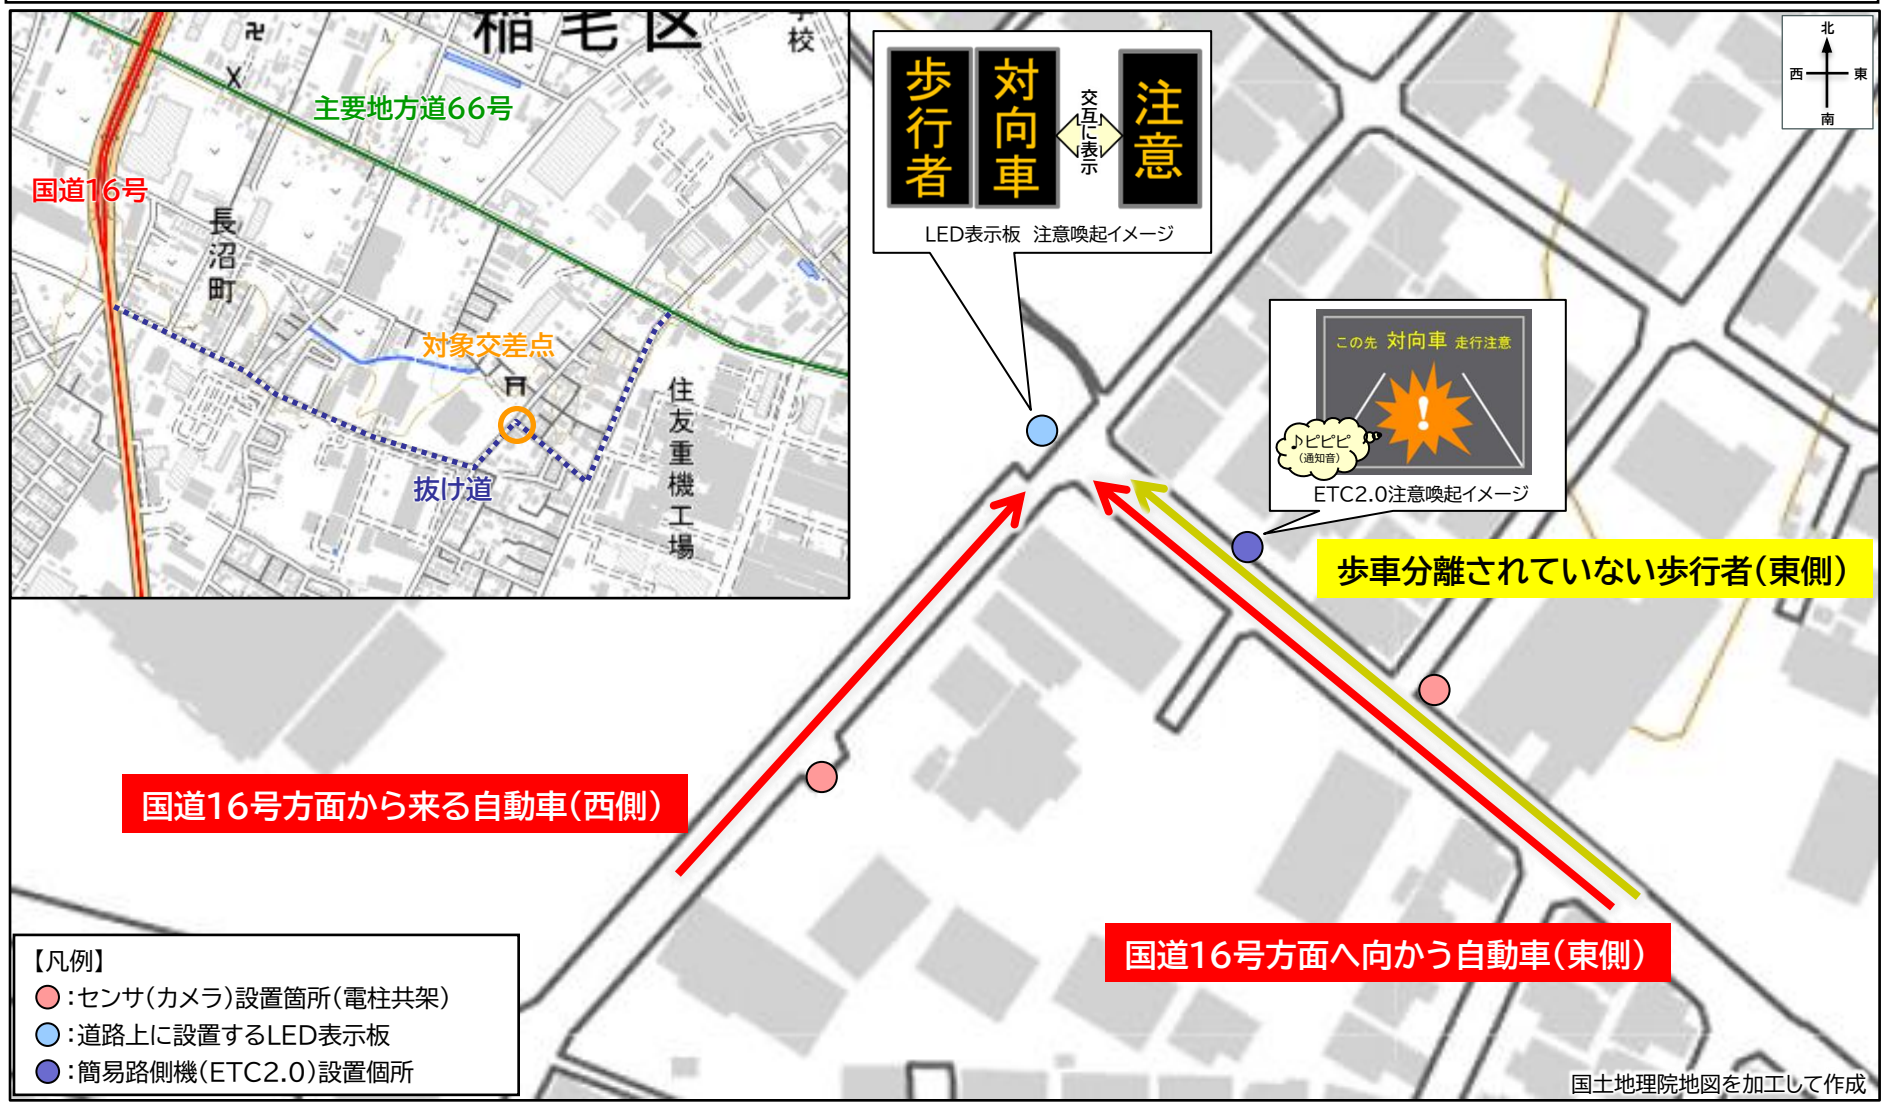 稲毛区
学校
主要地方道66号
国道16号
長沼町
対象交差点
抜け道
住友重機工場
歩行者
対向車
交互に表示
注意
LED表示板 注意喚起イメージ
北
西 東
南
この先 対向車 走行注意
!
♪ピピピ
(通知音)
ETC2.0注意喚起イメージ
歩車分離されていない歩行者(東側)
国道16号方面から来る自動車(西側)
国道16号方面へ向かう自動車(東側)
【凡例】
:センサ(カメラ)設置箇所(電柱共架)
:道路上に設置するLED表示板
:簡易路側機(ETC2.0)設置個所
国土地理院地図を加工して作成